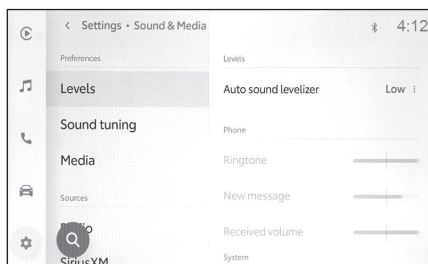 < Settings • Sound & Media
4:12
Preferences
Levels
Sound tuning
Media
Sources
SiriusXM
Levels
Auto sound levelizer
Low
Phone
Ringtone
New message
Received volume
System